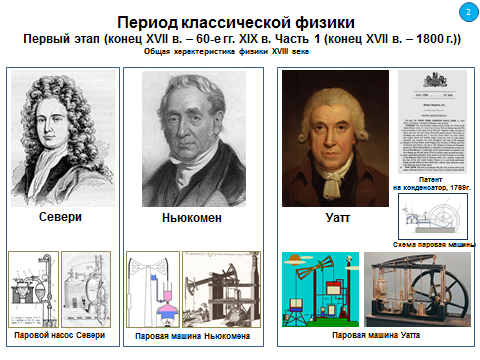 2
Период классической физики
Первый этап (конец XVII в. – 60-е гг. XIX в. Часть 1 (конец XVII в. – 1800 г.))
Общая характеристика физики XVIII века
Севери
Ньюкомен
Уатт
Патент
на конденсатор, 1769г.
Схема паровая машины
Паровой насос Севери
Паровая машина Ньюкомена
Паровая машина Уатта